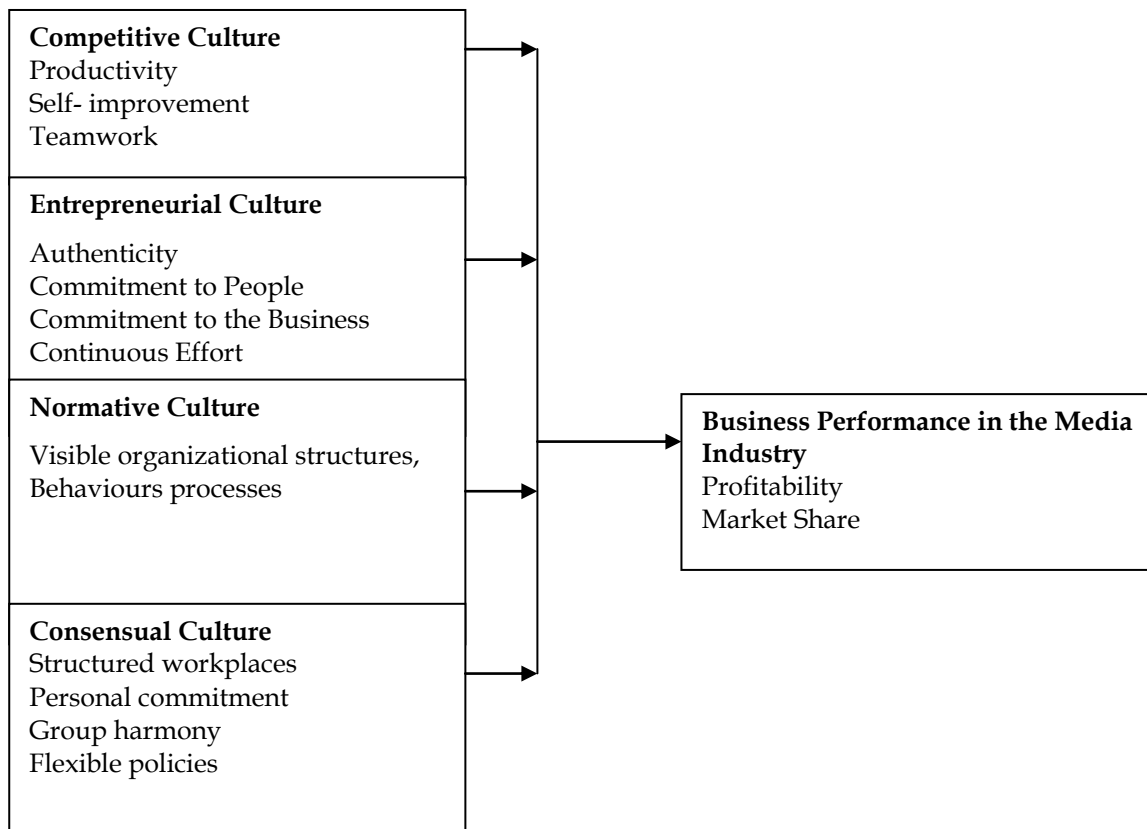 Competitive Culture
Productivity
Self- improvement
Teamwork
Entrepreneurial Culture
Authenticity
Commitment to People
Commitment to the Business
Continuous Effort
Normative Culture
Visible organizational structures,
Behaviours processes
Consensual Culture
Structured workplaces
Personal commitment
Group harmony
Flexible policies
Business Performance in the Media
Industry
Profitability
Market Share